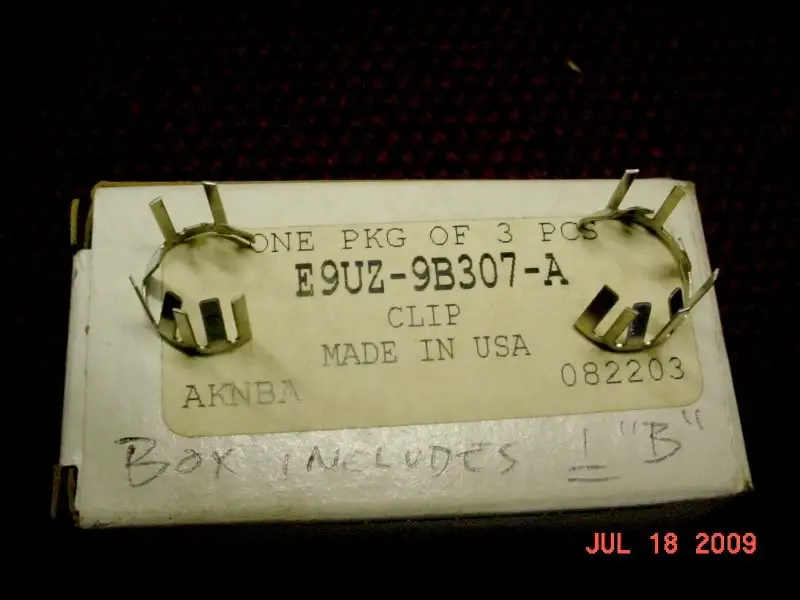 ONE PKG OF 3 PCS
E9UZ-9B307-A
CLIP
MADE IN USA
AKNBA 082203
BOX INCLUDES 1 "B"
JUL 18 2009